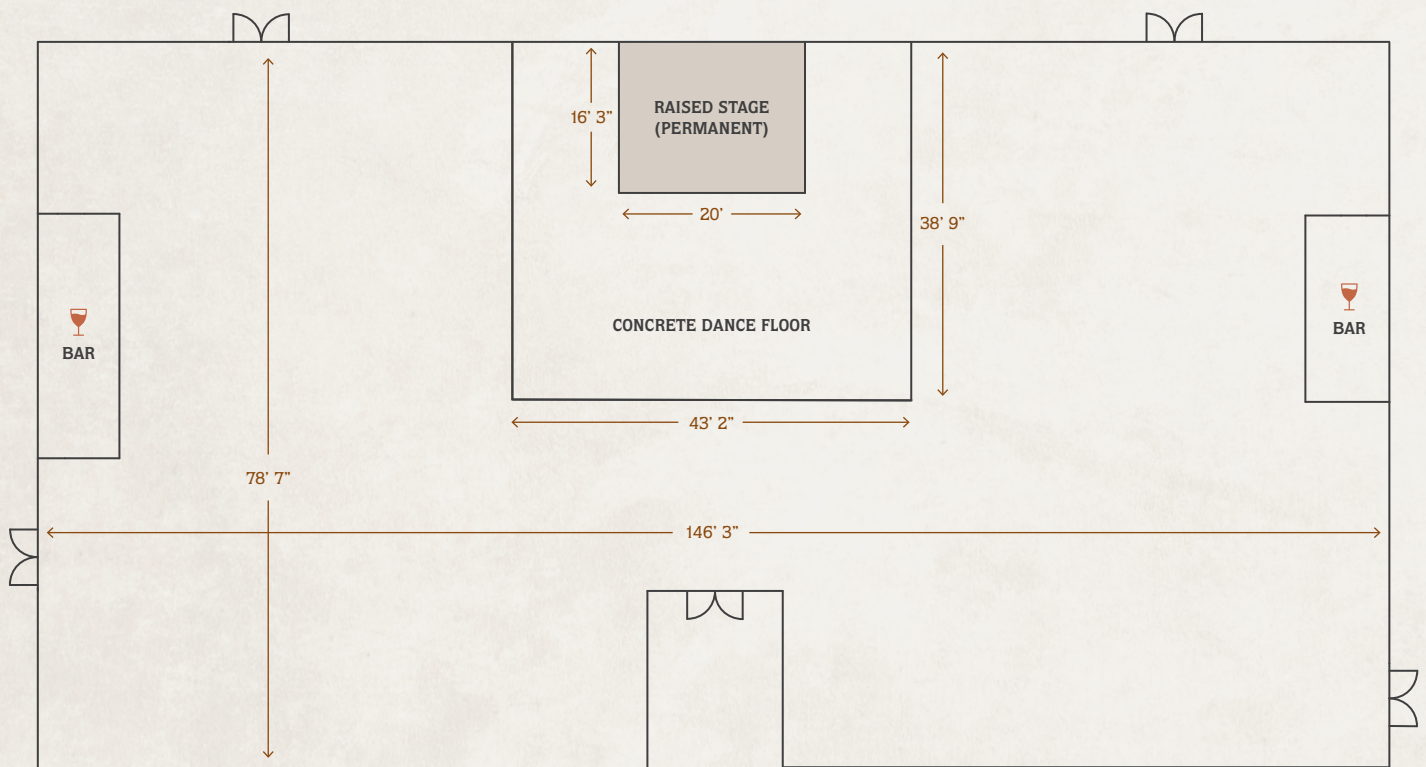 RAISED STAGE
(PERMANENT)
16’ 3”
20’
38’ 9”
CONCRETE DANCE FLOOR
BAR
BAR
43’ 2”
78’ 7”
146’ 3”